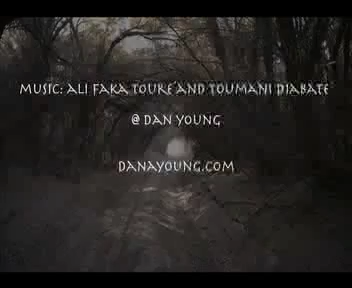 MUSIC: ALI FAKA TOURE AND TOUMANI DIABATE
@ DAN YOUNG
DANAYOUNG.COM